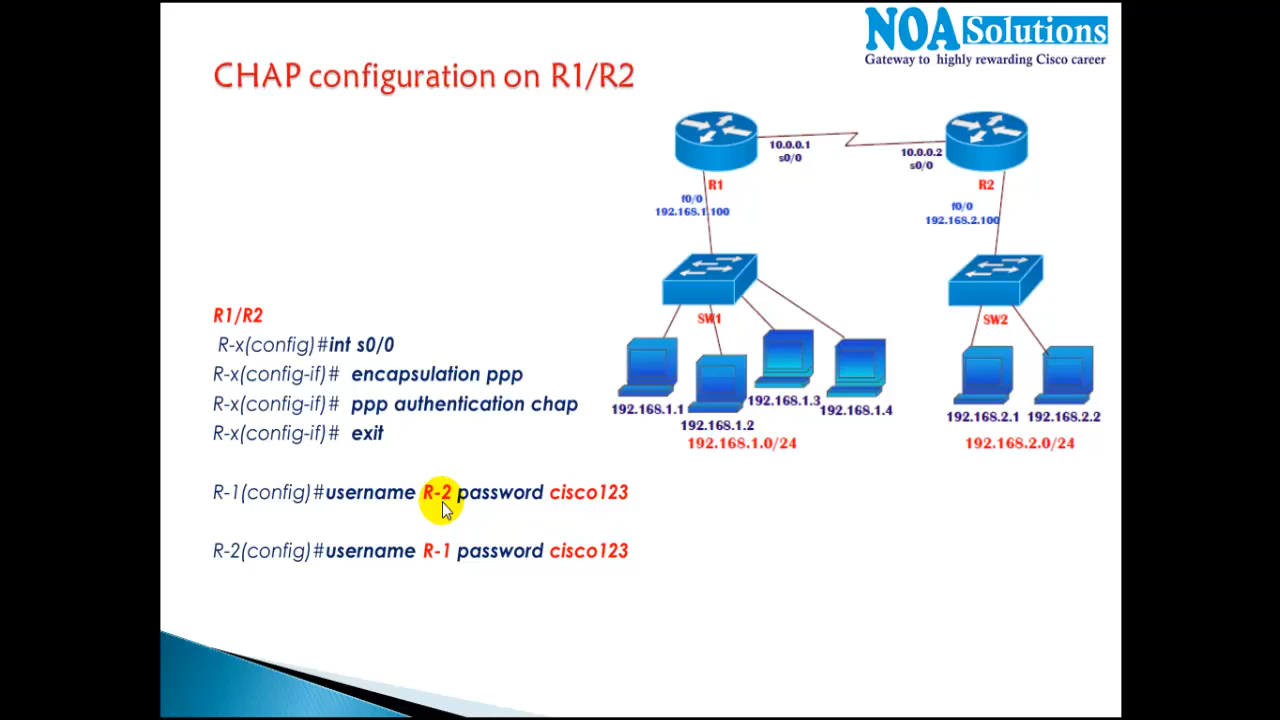 NOA Solutions
Gateway to highly rewarding Cisco career
CHAP configuration on R1/R2
10.0.0.1
s0/0
10.0.0.2
s0/0
R1
R2
f0/0
192.168.1.100
f0/0
192.168.2.100
SW1
SW2
192.168.1.1
192.168.1.2
192.168.1.3
192.168.1.4
192.168.2.1
192.168.2.2
192.168.1.0/24
192.168.2.0/24
R1/R2
R-x(config)#int s0/0
R-x(config-if)# encapsulation ppp
R-x(config-if)# ppp authentication chap
R-x(config-if)# exit
R-1(config)#username R-2 password cisco123
R-2(config)#username R-1 password cisco123